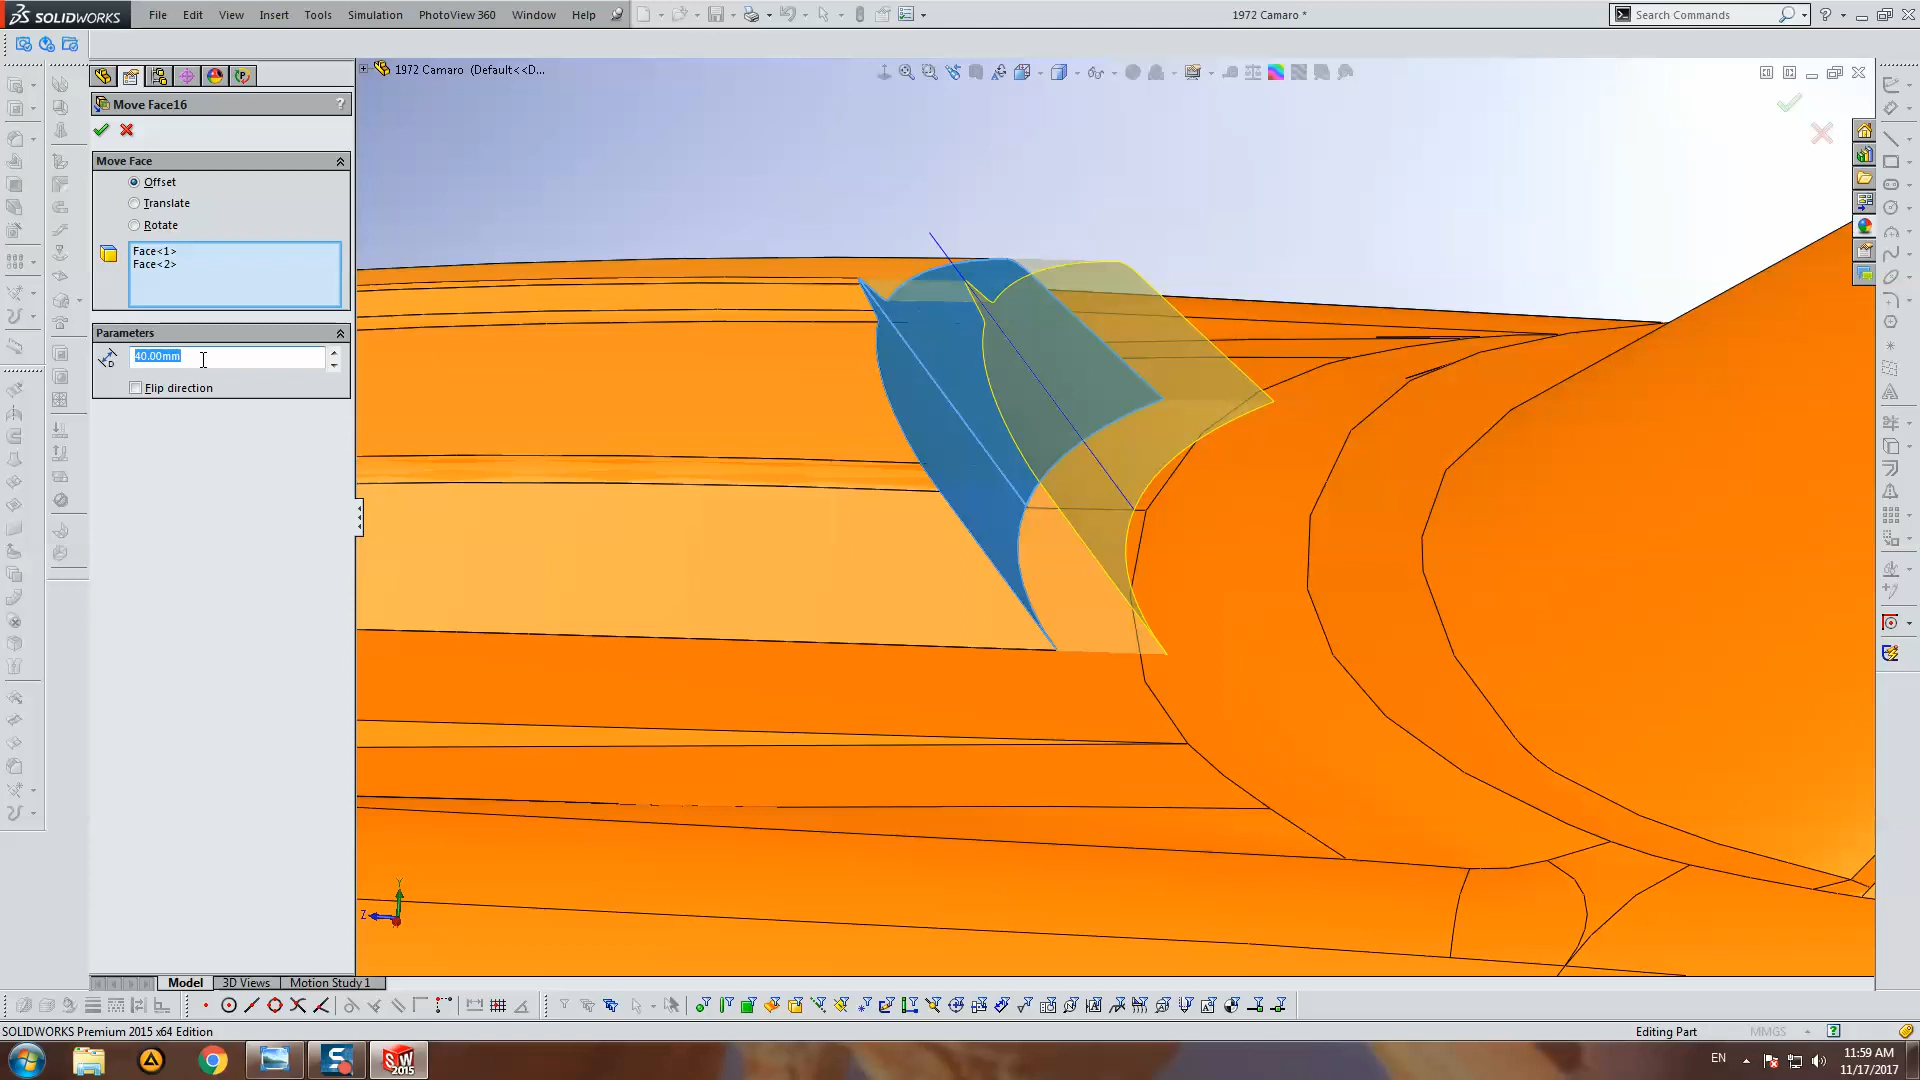 SOLIDWORKS File Edit View Insert Tools Simulation PhotoView 360 Window Help 1972 Camaro * Search Commands
1972 Camaro (Default<<D...
Move Face16 ?
Move Face
Offset
Translate
Rotate
Face<1>
Face<2>
Parameters
D 40.00mm
Flip direction
Y
Z
Model 3D Views Motion Study 1
SOLIDWORKS Premium 2015 x64 Edition Editing Part MMGS
SW 2015 EN 11:59 AM
11/17/2017